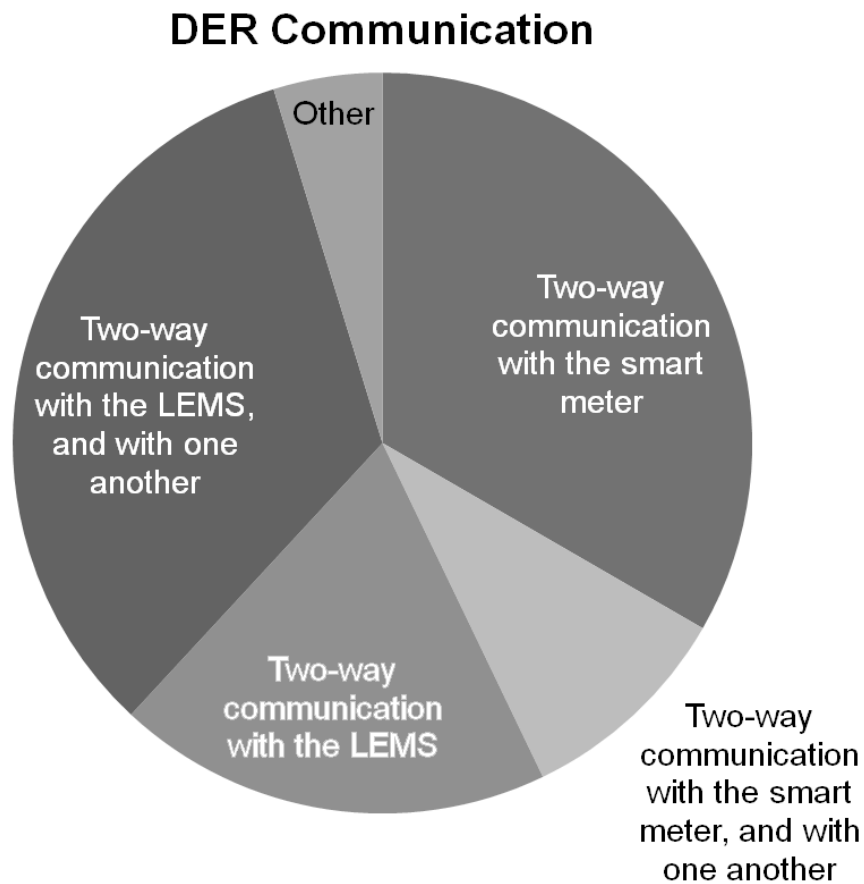 DER Communication
Other
Two-way
communication
with the smart
meter
Two-way
communication
with the LEMS,
and with one
another
Two-way
communication
with the LEMS
Two-way
communication
with the smart
meter, and with
one another